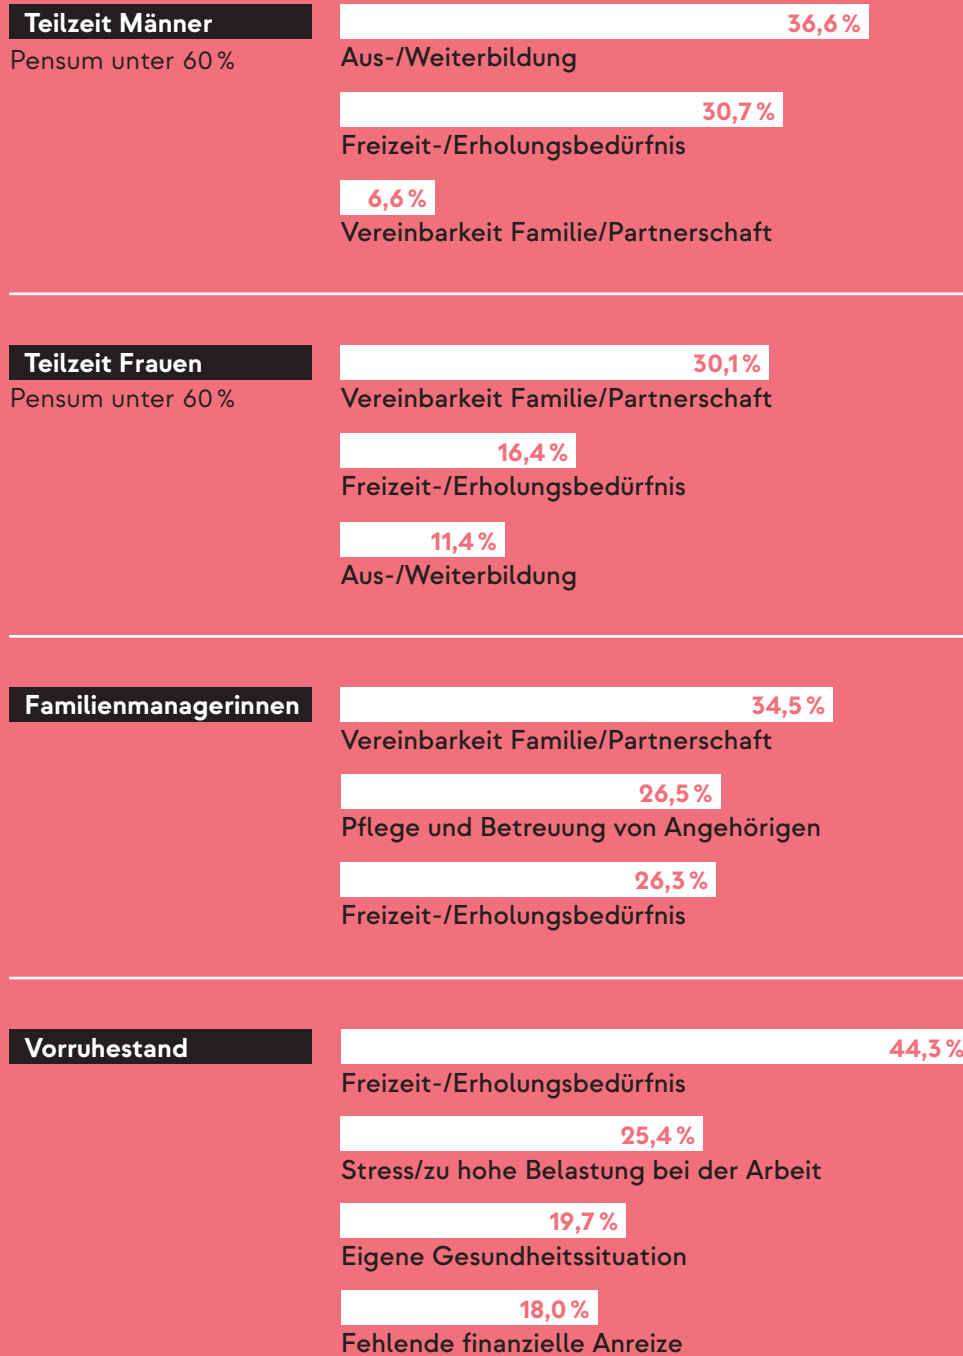 Teilzeit Männer
Pensum unter 60 %
36,6 %
Aus-/Weiterbildung
30,7 %
Freizeit-/Erholungsbedürfnis
6,6 %
Vereinbarkeit Familie/Partnerschaft
Teilzeit Frauen
Pensum unter 60 %
30,1 %
Vereinbarkeit Familie/Partnerschaft
16,4 %
Freizeit-/Erholungsbedürfnis
11,4 %
Aus-/Weiterbildung
Familienmanagerinnen
34,5 %
Vereinbarkeit Familie/Partnerschaft
26,5 %
Pflege und Betreuung von Angehörigen
26,3 %
Freizeit-/Erholungsbedürfnis
Vorruhestand
44,3 %
Freizeit-/Erholungsbedürfnis
25,4 %
Stress/zu hohe Belastung bei der Arbeit
19,7 %
Eigene Gesundheitssituation
18,0 %
Fehlende finanzielle Anreize